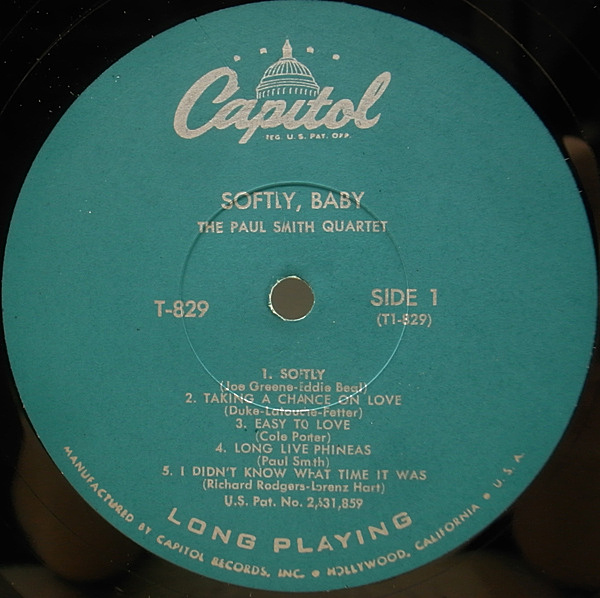 Capitol
REG. U.S. PAT. OFF.
SOFTLY, BABY
THE PAUL SMITH QUARTET
T-829
SIDE 1
(T1-829)
1. SOFTLY
(Joe Greene-Eddie Beal)
2. TAKING A CHANCE ON LOVE
(Duke-Latouche-Fetter)
3. EASY TO LOVE
(Cole Porter)
4. LONG LIVE PHINEAS
(Paul Smith)
5. I DIDN'T KNOW WHAT TIME IT WAS
(Richard Rodgers-Lorenz Hart)
U.S. Pat. No. 2,631,859
LONG PLAYING
MANUFACTURED BY CAPITOL RECORDS, INC. • HOLLYWOOD, CALIFORNIA • U.S.A.